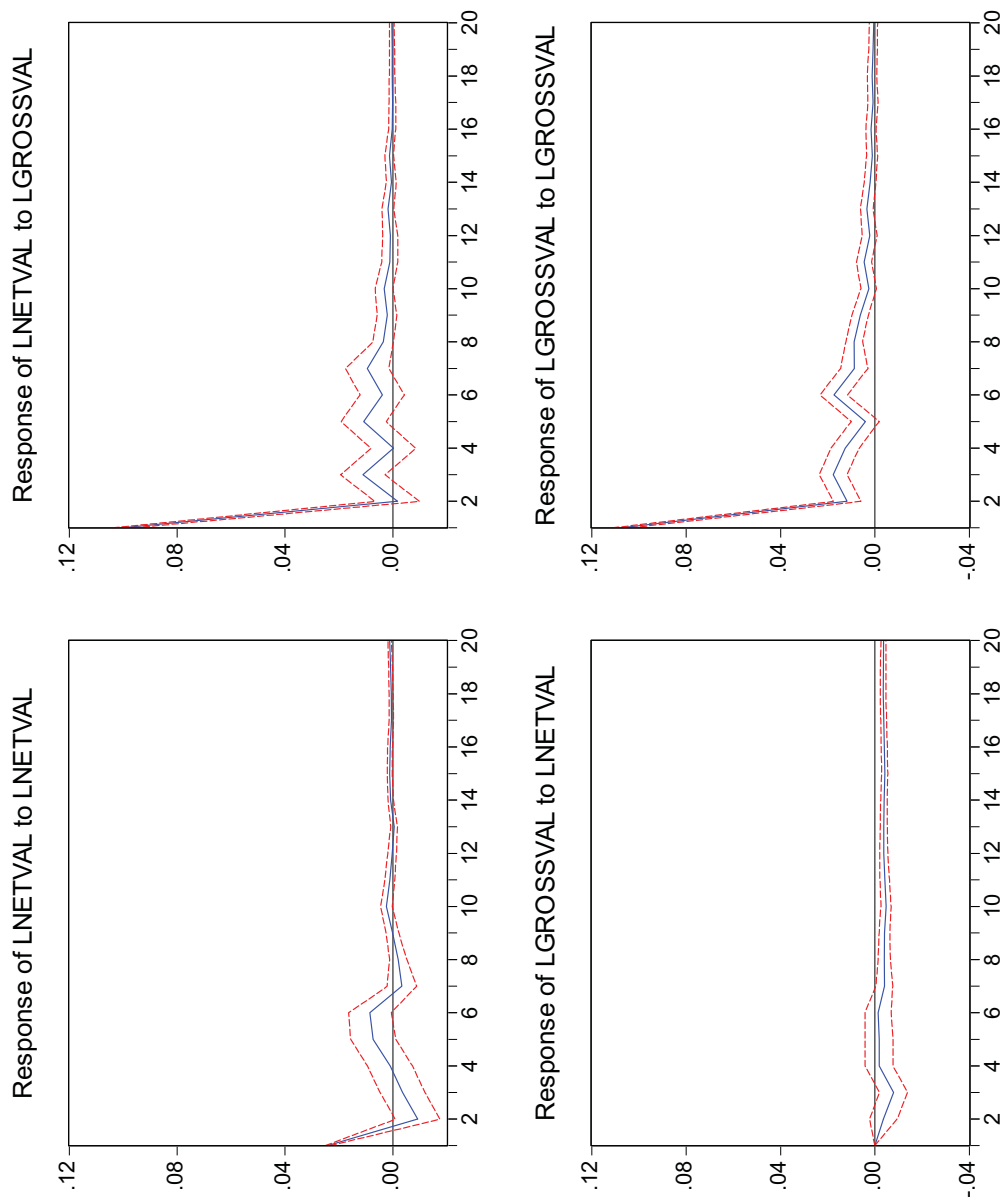 Response of LNETVAL to LNETVAL
.12
.08
.04
.00
2 4 6 8 10 12 14 16 18 20
Response of LNETVAL to LGROSSVAL
.12
.08
.04
.00
2 4 6 8 10 12 14 16 18 20
Response of LGROSSVAL to LNETVAL
.12
.08
.04
.00
-.04
2 4 6 8 10 12 14 16 18 20
Response of LGROSSVAL to LGROSSVAL
.12
.08
.04
.00
-.04
2 4 6 8 10 12 14 16 18 20